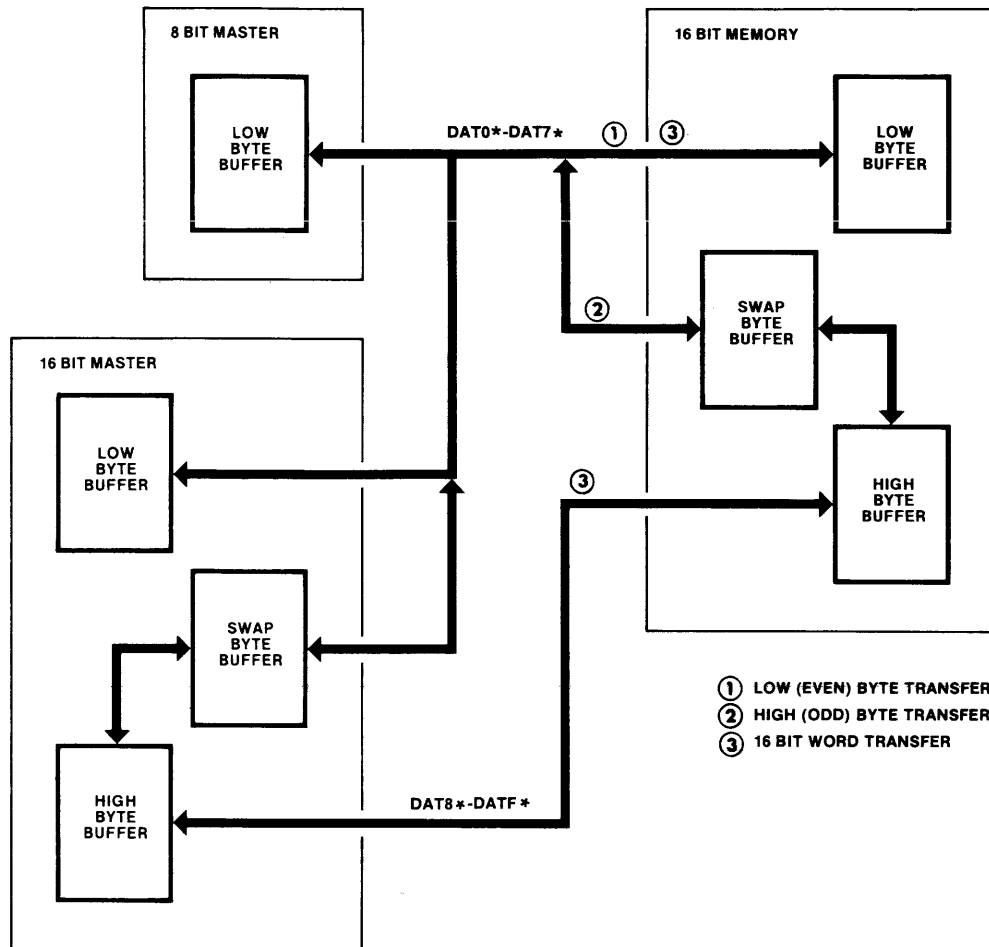 8 BIT MASTER
LOW
BYTE
BUFFER
DAT0*-DAT7*
①
③
16 BIT MEMORY
LOW
BYTE
BUFFER
②
SWAP
BYTE
BUFFER
16 BIT MASTER
LOW
BYTE
BUFFER
③
HIGH
BYTE
BUFFER
SWAP
BYTE
BUFFER
HIGH
BYTE
BUFFER
DAT8*-DATF*
① LOW (EVEN) BYTE TRANSFER
② HIGH (ODD) BYTE TRANSFER
③ 16 BIT WORD TRANSFER